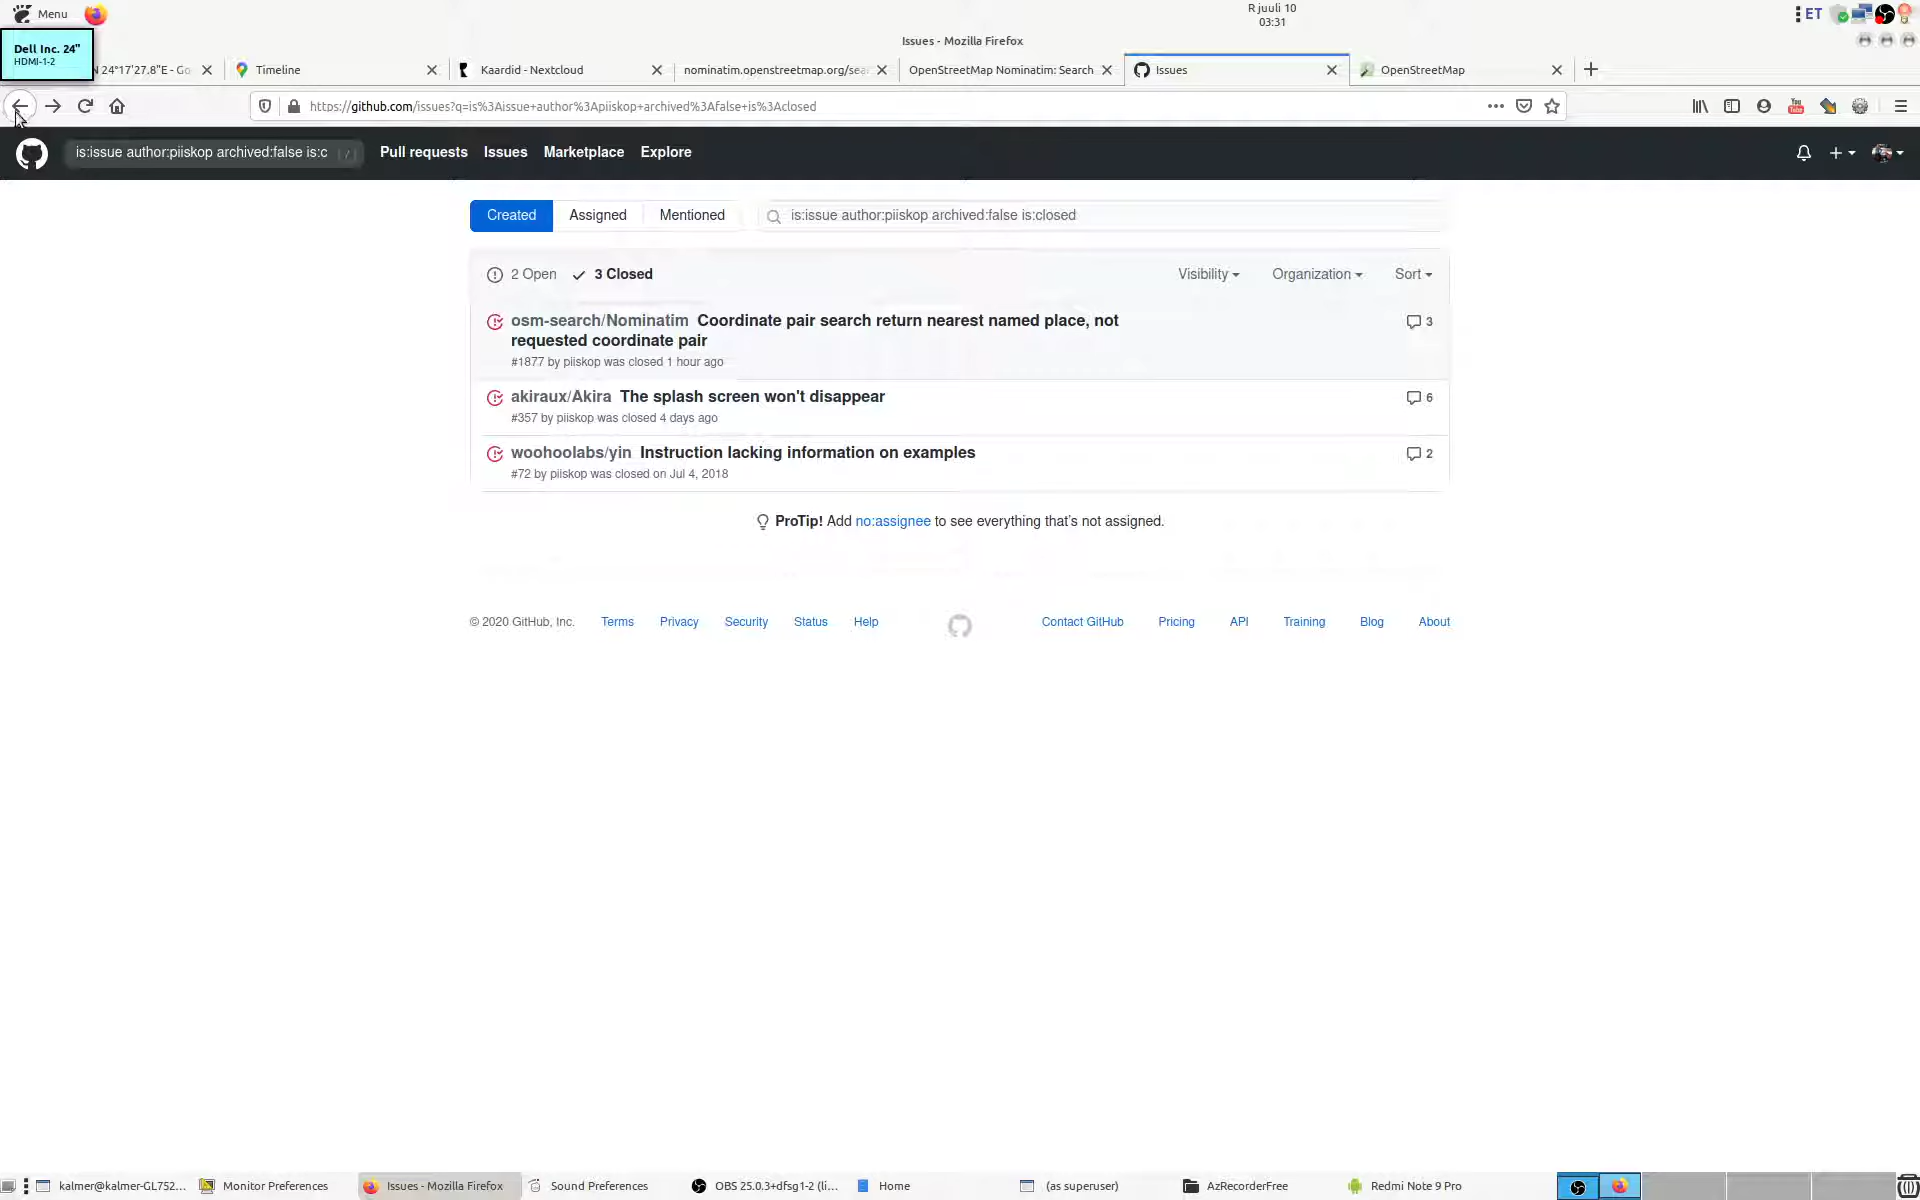 Menu
R juuli 10
03:31
ET
Issues - Mozilla Firefox
Dell Inc. 24"
HDMI-1-2
24°17'27.8"E - Go
Timeline
Kaardid - Nextcloud
nominatim.openstreetmap.org/sea
OpenStreetMap Nominatim: Search
Issues
OpenStreetMap
https://github.com/issues?q=is%3Aissue+author%3Apiiskop+archived%3Afalse+is%3Aclosed
is:issue author:piiskop archived:false is:c
/
Pull requests
Issues
Marketplace
Explore
Created
Assigned
Mentioned
is:issue author:piiskop archived:false is:closed
2 Open
3 Closed
Visibility
Organization
Sort
osm-search/Nominatim Coordinate pair search return nearest named place, not
requested coordinate pair
3
#1877 by piiskop was closed 1 hour ago
akiraux/Akira The splash screen won't disappear
6
#357 by piiskop was closed 4 days ago
woohoolabs/yin Instruction lacking information on examples
2
#72 by piiskop was closed on Jul 4, 2018
ProTip! Add no:assignee to see everything that's not assigned.
© 2020 GitHub, Inc.
Terms
Privacy
Security
Status
Help
Contact GitHub
Pricing
API
Training
Blog
About
kalmer@kalmer-GL752...
Monitor Preferences
Issues - Mozilla Firefox
Sound Preferences
OBS 25.0.3+dfsg1-2 (li...
Home
(as superuser)
AzRecorderFree
Redmi Note 9 Pro